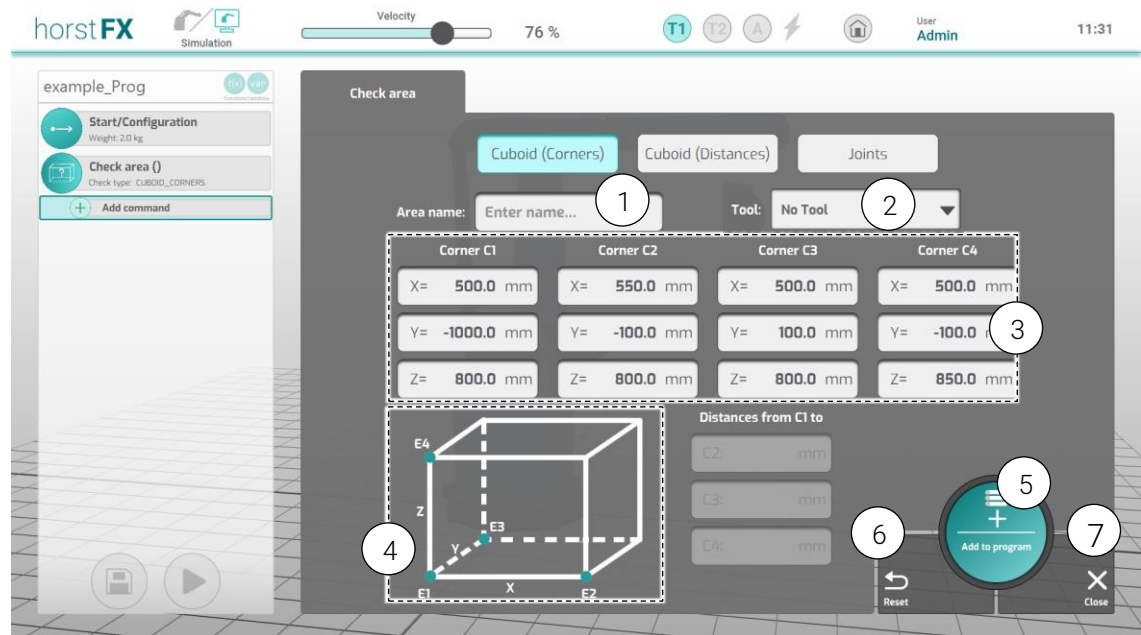 horstFX
Simulation
Velocity
76 %
T1 T2 A
User
Admin
11:31
example_Prog
f(x) var
Start/Configuration
Weight: 2.0 kg
Check area ()
Check type: CUBOID_CORNERS
Add command
Check area
Cuboid (Corners) Cuboid (Distances) Joints
Area name: Enter name... 1 Tool: No Tool 2
Corner C1 Corner C2 Corner C3 Corner C4
X= 500.0 mm X= 550.0 mm X= 500.0 mm X= 500.0 mm
Y= -1000.0 mm Y= -100.0 mm Y= 100.0 mm Y= -100.0 3
Z= 800.0 mm Z= 800.0 mm Z= 800.0 mm Z= 850.0 mm
E4
Z
E3
Y
E1
X
E2
4
Distances from C1 to
C2: mm
C3: mm
C4: mm
5
Add to program
6
Reset
7
Close